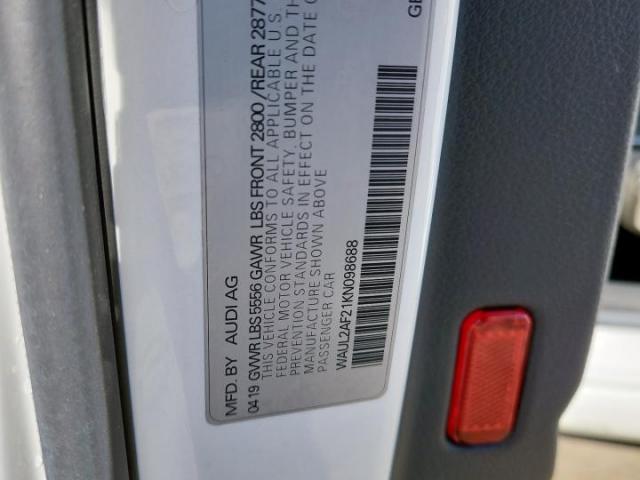 MFD. BY AUDI AG
0419 GVWR LBS 5556 GAWR LBS FRONT 2800 /REAR 2877
THIS VEHICLE CONFORMS TO ALL APPLICABLE U S
FEDERAL MOTOR VEHICLE SAFETY, BUMPER AND
PREVENTION STANDARDS IN EFFECT ON THE DATE
MANUFACTURE SHOWN ABOVE
PASSENGER CAR
WAUL2AF21KN098688